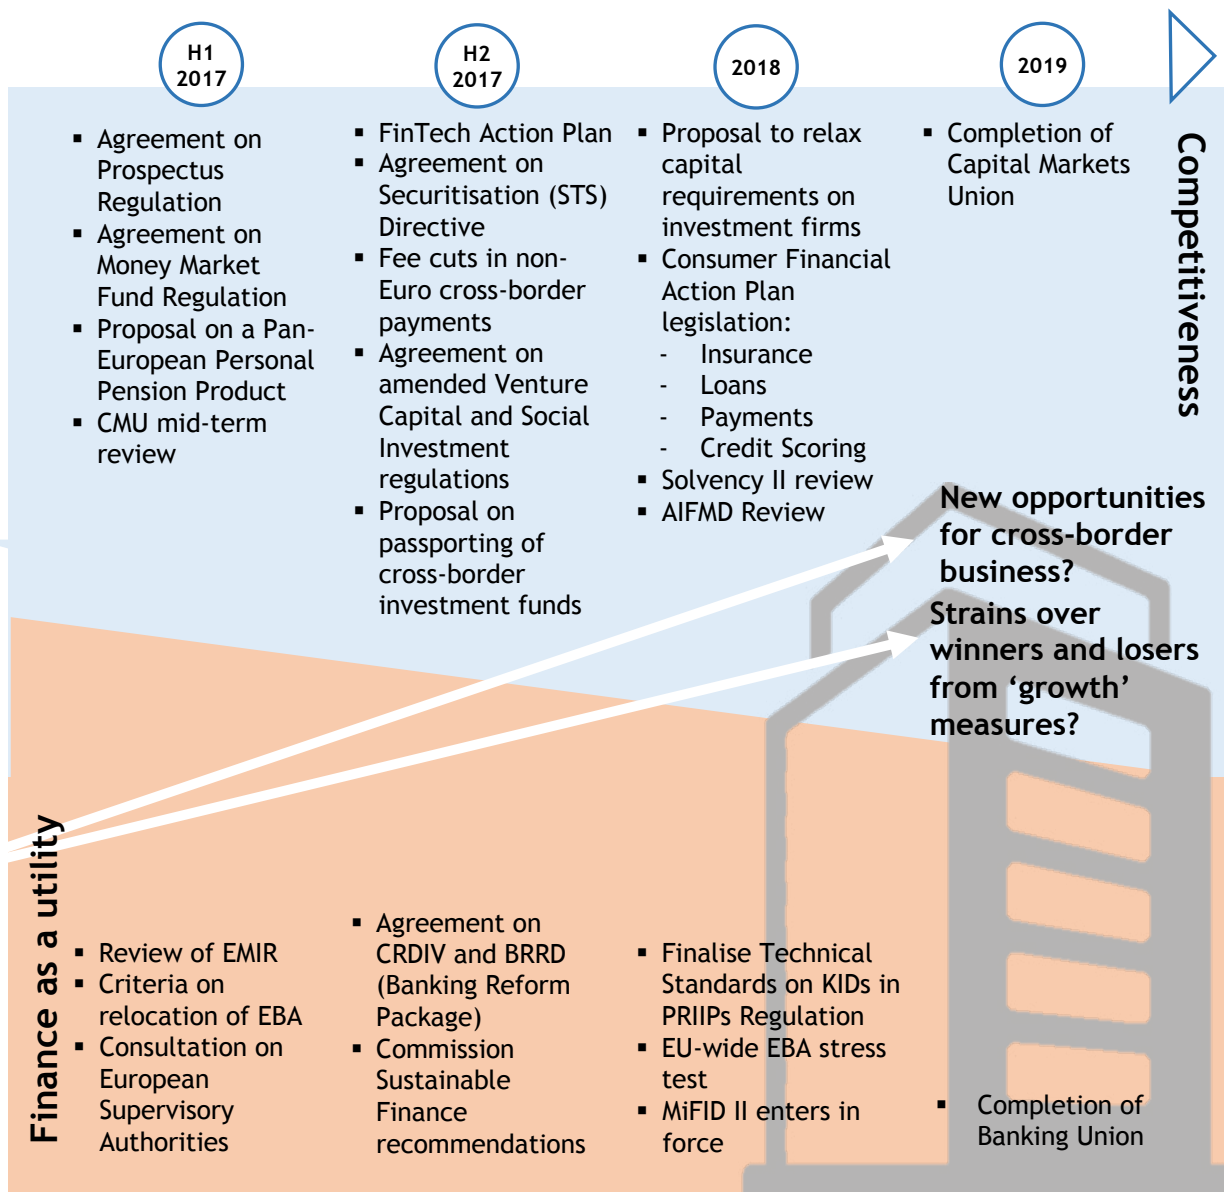 H1
2017
H2
2017
2018
2019
▪ Agreement on
Prospectus
Regulation
▪ Agreement on
Money Market
Fund Regulation
▪ Proposal on a Pan-
European Personal
Pension Product
▪ CMU mid-term
review
▪ FinTech Action Plan
▪ Agreement on
Securitisation (STS)
Directive
▪ Fee cuts in non-
Euro cross-border
payments
▪ Agreement on
amended Venture
Capital and Social
Investment
regulations
▪ Proposal on
passporting of
cross-border
investment funds
▪ Proposal to relax
capital
requirements on
investment firms
▪ Consumer Financial
Action Plan
legislation:
- Insurance
- Loans
- Payments
- Credit Scoring
▪ Solvency II review
▪ AIFMD Review
▪ Completion of
Capital Markets
Union
Competitiveness
New opportunities
for cross-border
business?
Strains over
winners and losers
from ‘growth’
measures?
Finance as a utility
▪ Review of EMIR
▪ Criteria on
relocation of EBA
▪ Consultation on
European
Supervisory
Authorities
▪ Agreement on
CRDIV and BRRD
(Banking Reform
Package)
▪ Commission
Sustainable
Finance
recommendations
▪ Finalise Technical
Standards on KIDs in
PRIIPs Regulation
▪ EU-wide EBA stress
test
▪ MiFID II enters in
force
▪ Completion of
Banking Union